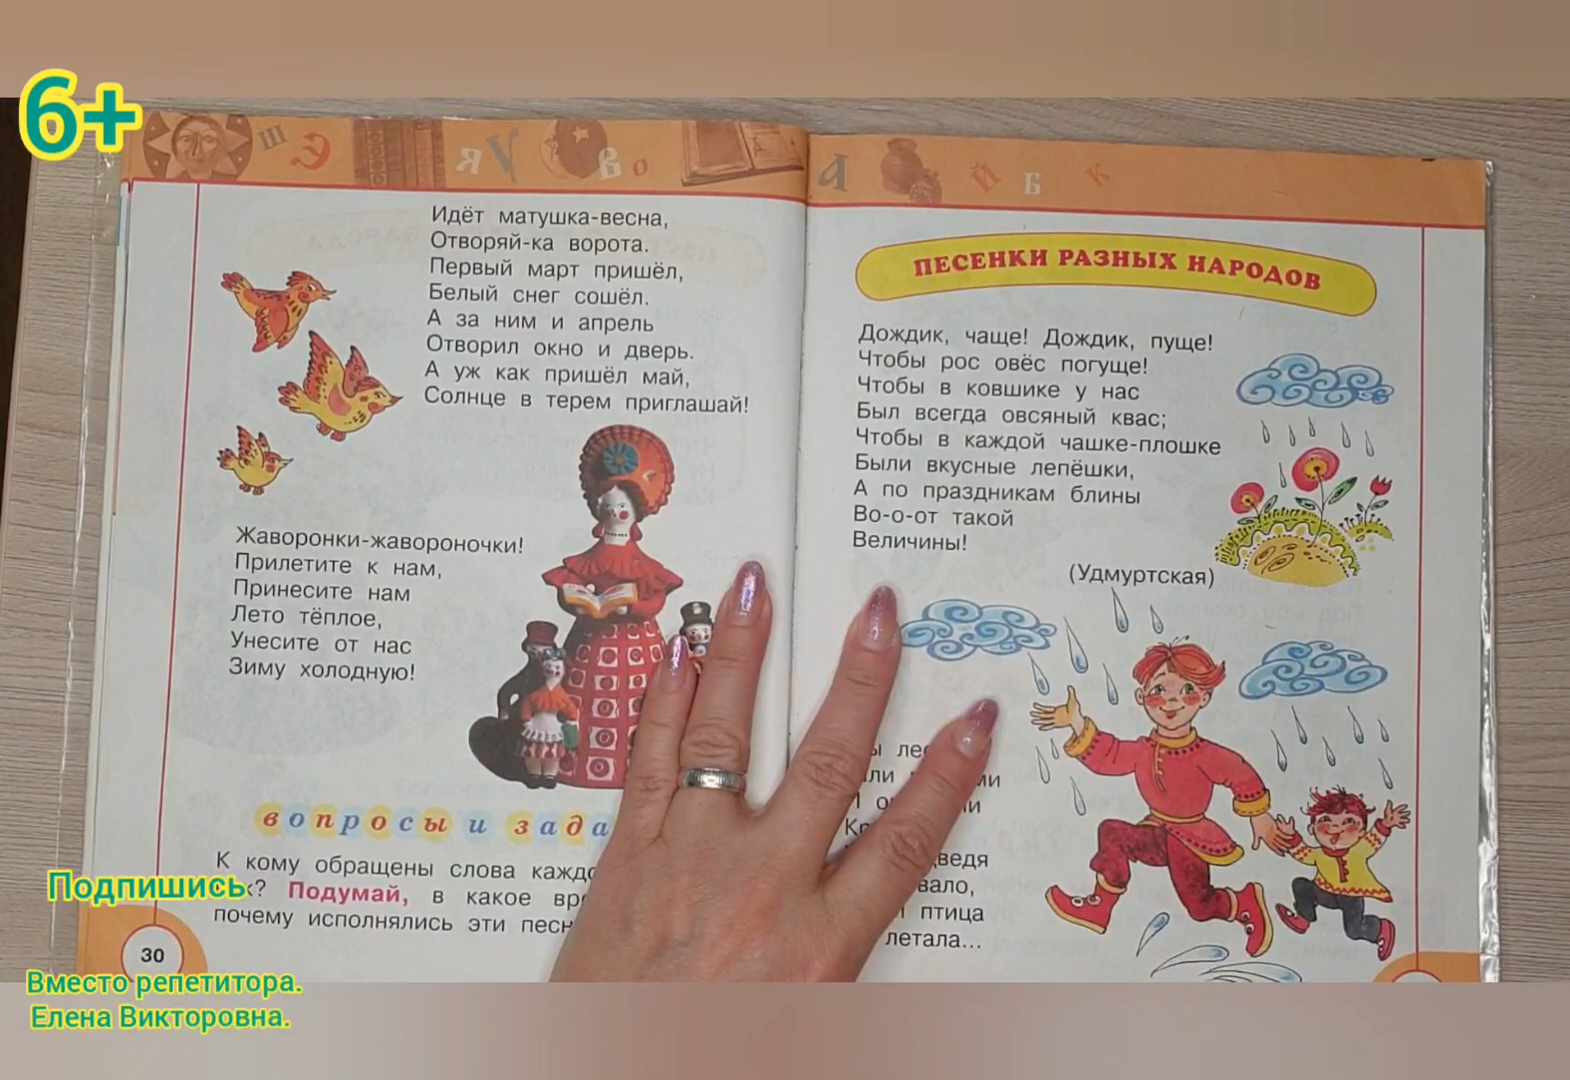 6+
Ш Э Я У В О А Й Б К
Идёт матушка-весна,
Отворяй-ка ворота.
Первый март пришёл,
Белый снег сошёл.
А за ним и апрель
Отворил окно и дверь.
А уж как пришёл май,
Солнце в терем приглашай!
Жаворонки-жавороночки!
Прилетите к нам,
Принесите нам
Лето тёплое,
Унесите от нас
Зиму холодную!
вопросы и зада
К кому обращены слова каждо
к? Подумай, в какое вре
почему исполнялись эти песн
30
ПЕСЕНКИ РАЗНЫХ НАРОДОВ
Дождик, чаще! Дождик, пуще!
Чтобы рос овёс погуще!
Чтобы в ковшике у нас
Был всегда овсяный квас;
Чтобы в каждой чашке-плошке
Были вкусные лепёшки,
А по праздникам блины
Во-о-от такой
Величины!
(Удмуртская)
птица
летала...
Подпишись
Вместо репетитора.
Елена Викторовна.